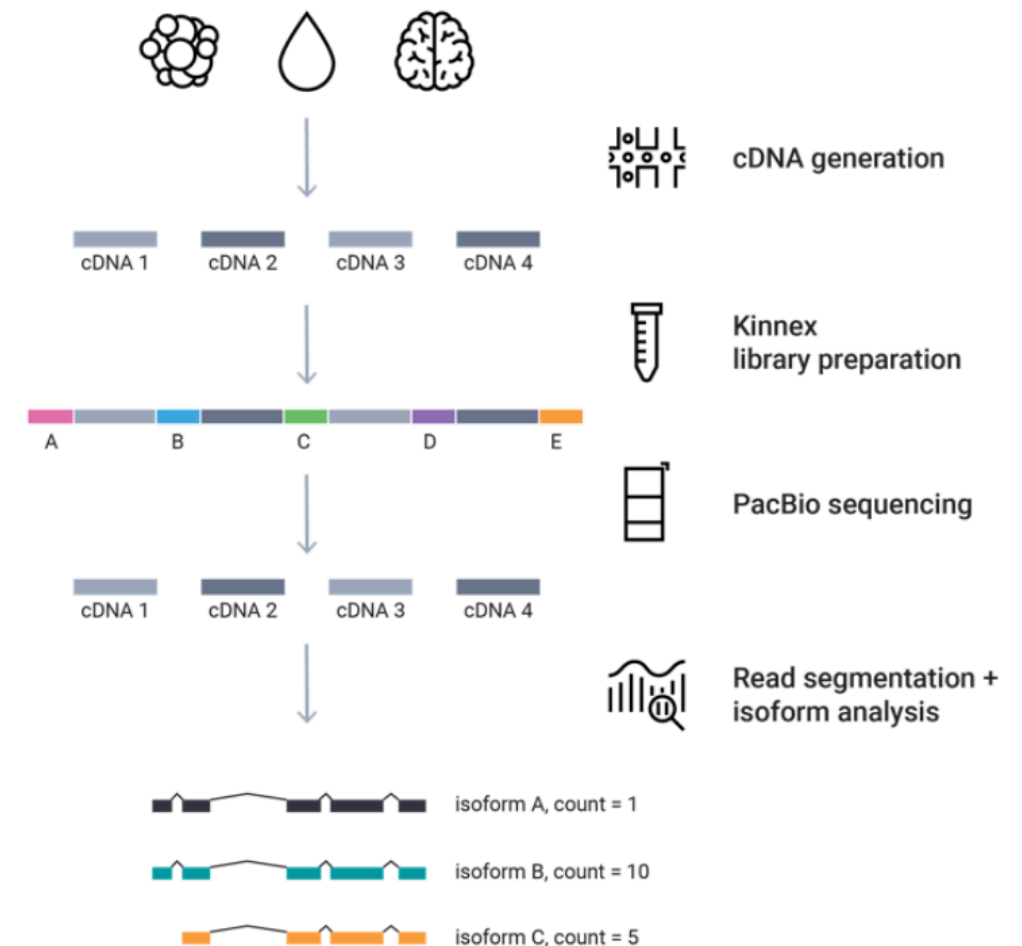 cDNA generation
cDNA 1
cDNA 2
cDNA 3
cDNA 4
Kinnex
library preparation
A
B
C
D
E
PacBio sequencing
cDNA 1
cDNA 2
cDNA 3
cDNA 4
Read segmentation +
isoform analysis
isoform A, count = 1
isoform B, count = 10
isoform C, count = 5